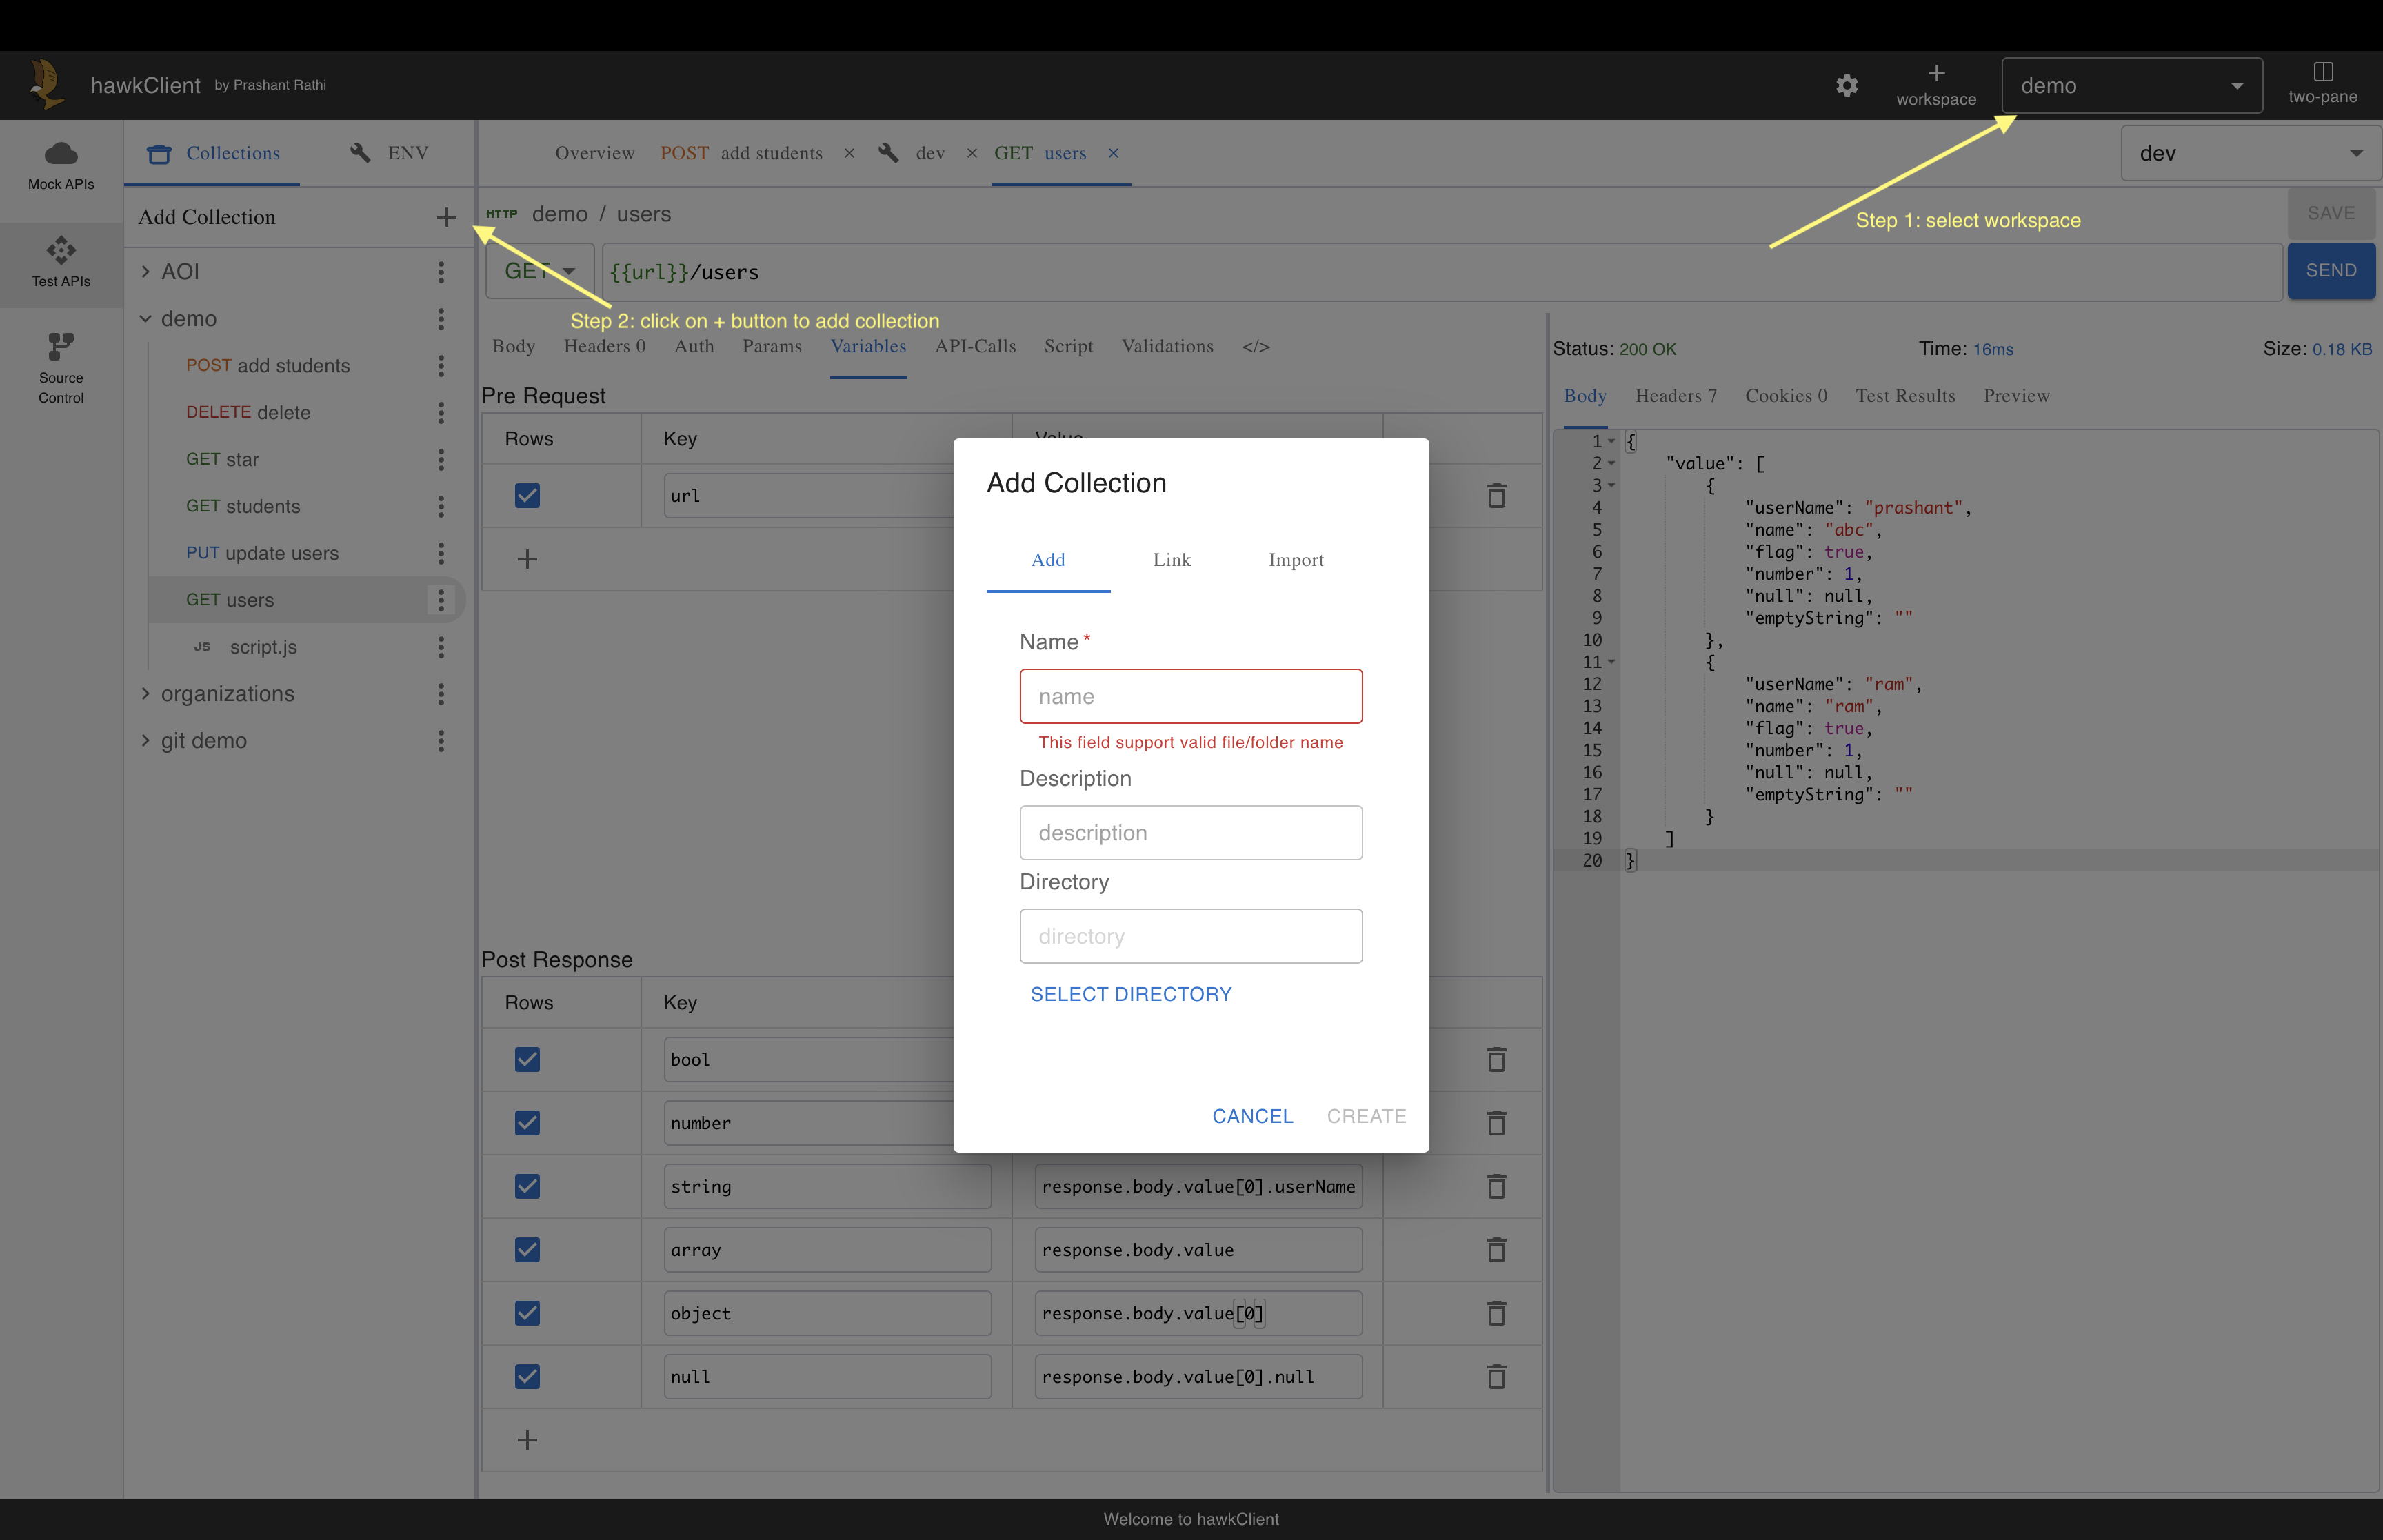 hawkClient by Prashant Rathi
workspace
demo
two-pane
Mock APIs
Test APIs
Source
Control
Collections
ENV
Add Collection
AOI
demo
POST add students
DELETE delete
GET star
GET students
PUT update users
GET users
JS script.js
organizations
git demo
Overview
POST add students
dev
GET users
dev
HTTP demo / users
Step 1: select workspace
SAVE
GET
{{url}}/users
SEND
Step 2: click on + button to add collection
Body Headers 0 Auth Params Variables API-Calls Script Validations </>
Pre Request
Rows Key Value
url
Post Response
Rows Key
bool
number
string response.body.value[0].userName
array response.body.value
object response.body.value[0]
null response.body.value[0].null
Add Collection
Add Link Import
Name *
name
This field support valid file/folder name
Description
description
Directory
directory
SELECT DIRECTORY
CANCEL CREATE
Status: 200 OK Time: 16ms Size: 0.18 KB
Body Headers 7 Cookies 0 Test Results Preview
1 {
2 "value": [
3 {
4 "userName": "prashant",
5 "name": "abc",
6 "flag": true,
7 "number": 1,
8 "null": null,
9 "emptyString": ""
10 },
11 {
12 "userName": "ram",
13 "name": "ram",
14 "flag": true,
15 "number": 1,
16 "null": null,
17 "emptyString": ""
18 }
19 ]
20 }
Welcome to hawkClient